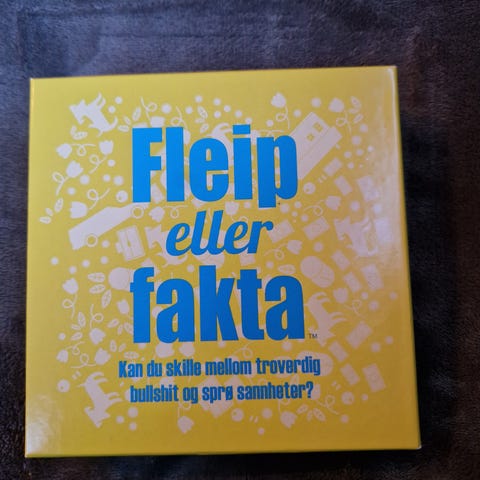 Fleip
eller
fakta™
Kan du skille mellom troverdig
bullshit og sprø sannheter?